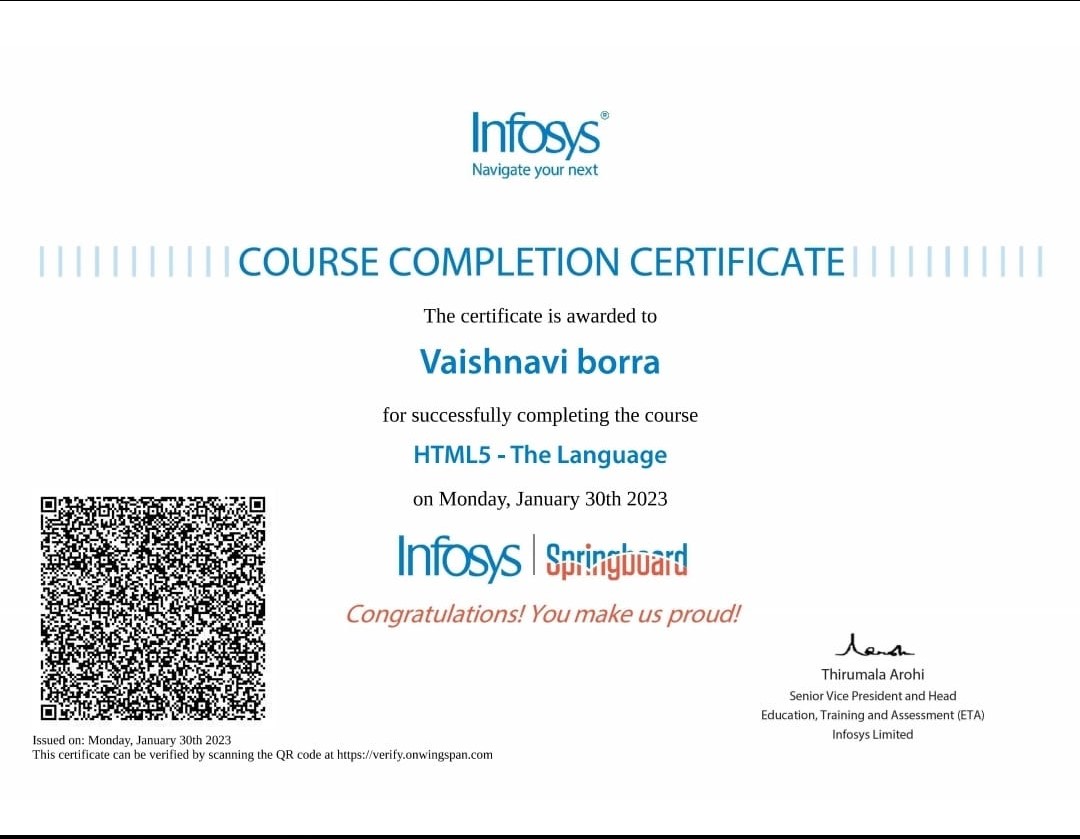 Infosys®
Navigate your next
COURSE COMPLETION CERTIFICATE
The certificate is awarded to
Vaishnavi borra
for successfully completing the course
HTML5 - The Language
on Monday, January 30th 2023
Infosys | Springboard
Congratulations! You make us proud!
Thirumala Arohi
Senior Vice President and Head
Education, Training and Assessment (ETA)
Infosys Limited
Issued on: Monday, January 30th 2023
This certificate can be verified by scanning the QR code at https://verify.onwingspan.com